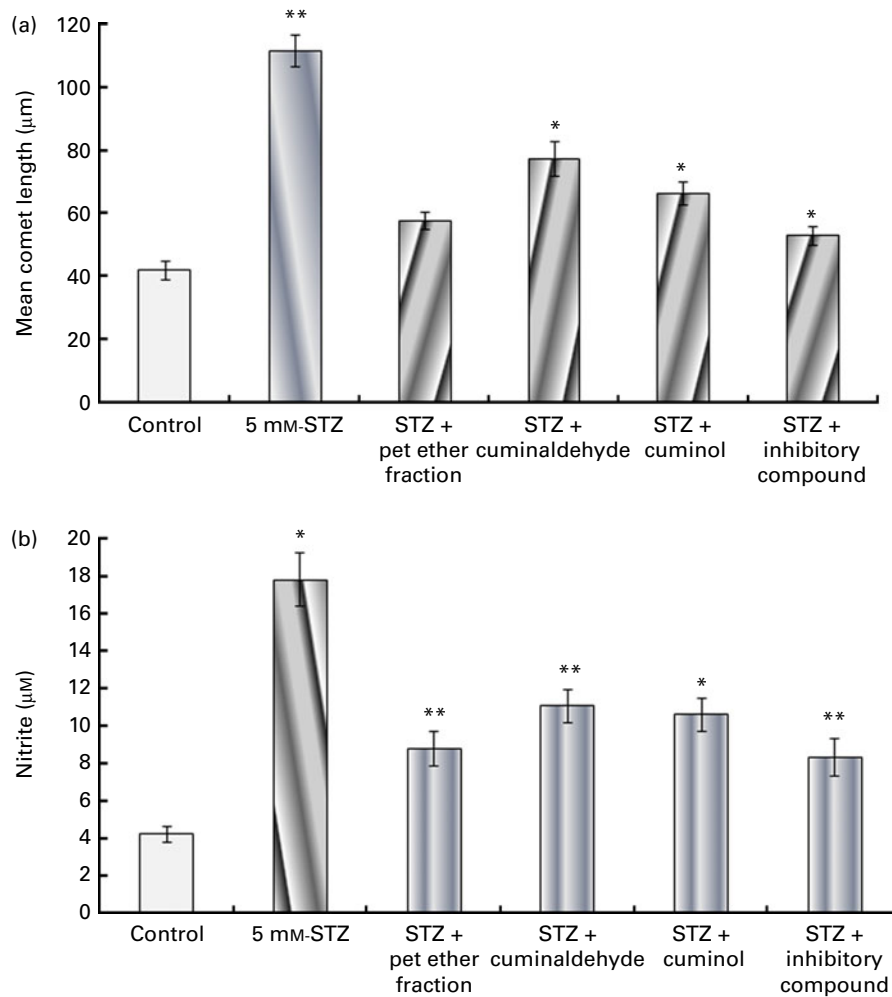 (a)
Mean comet length (μm)
120
100
80
60
40
20
0
**
*
*
*
Control
5 mM-STZ
STZ +
pet ether
fraction
STZ +
cuminaldehyde
STZ +
cuminol
STZ +
inhibitory
compound
(b)
Nitrite (μM)
20
18
16
14
12
10
8
6
4
2
0
*
**
**
*
**
Control
5 mM-STZ
STZ +
pet ether
fraction
STZ +
cuminaldehyde
STZ +
cuminol
STZ +
inhibitory
compound